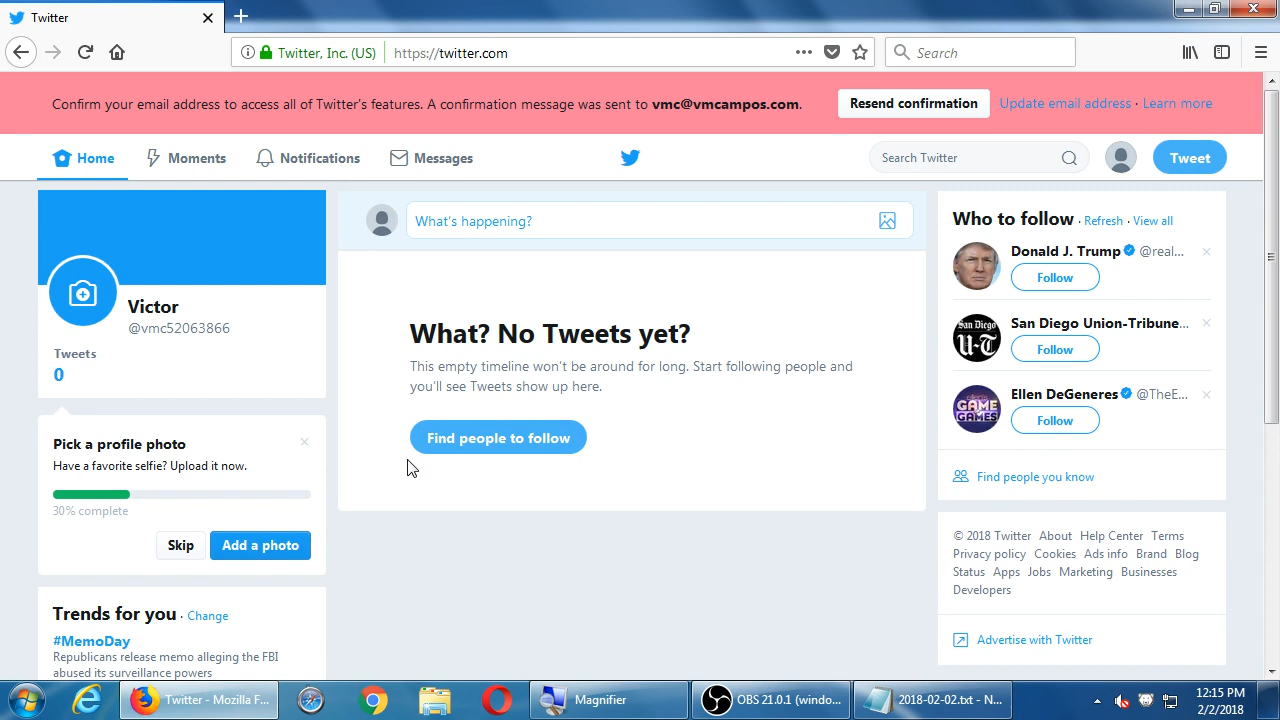 Twitter
Twitter, Inc. (US)
https://twitter.com
Search
Confirm your email address to access all of Twitter's features. A confirmation message was sent to vmc@vmcampos.com.
Resend confirmation
Update email address · Learn more
Home
Moments
Notifications
Messages
Search Twitter
Tweet
Victor
@vmc52063866
Tweets
0
Pick a profile photo
Have a favorite selfie? Upload it now.
30% complete
Skip
Add a photo
Trends for you · Change
#MemoDay
Republicans release memo alleging the FBI
abused its surveillance powers
What's happening?
What? No Tweets yet?
This empty timeline won't be around for long. Start following people and
you'll see Tweets show up here.
Find people to follow
Who to follow · Refresh · View all
Donald J. Trump @real...
Follow
San Diego U-T
San Diego Union-Tribune...
Follow
GAME GAMES
Ellen DeGeneres @TheE...
Follow
Find people you know
© 2018 Twitter About Help Center Terms
Privacy policy Cookies Ads info Brand Blog
Status Apps Jobs Marketing Businesses
Developers
Advertise with Twitter
Twitter - Mozilla F...
Magnifier
OBS 21.0.1 (windo...
2018-02-02.txt - N...
12:15 PM
2/2/2018